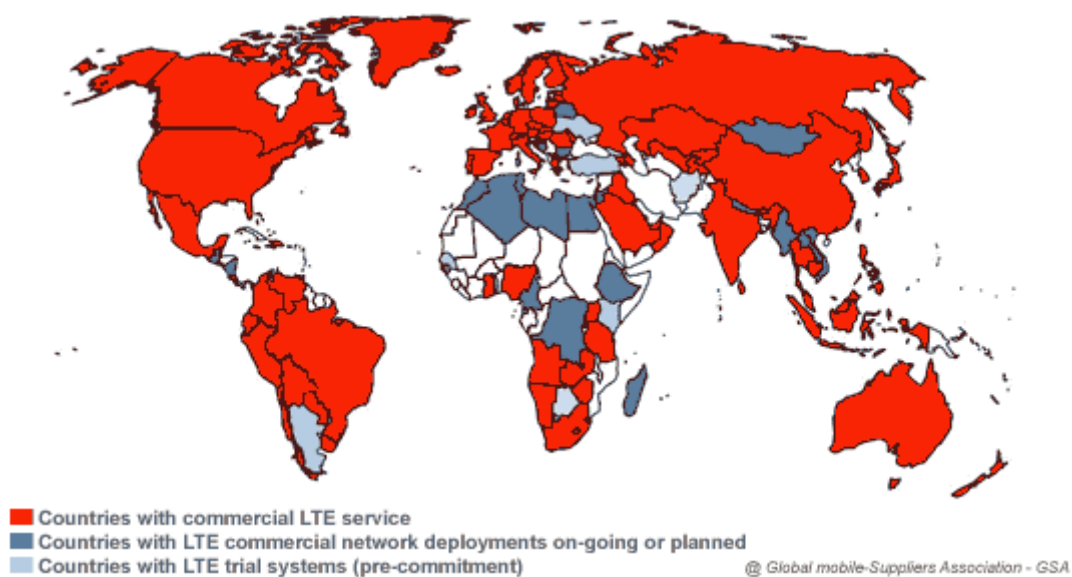 Countries with commercial LTE service
Countries with LTE commercial network deployments on-going or planned
Countries with LTE trial systems (pre-commitment)
@ Global mobile-Suppliers Association - GSA